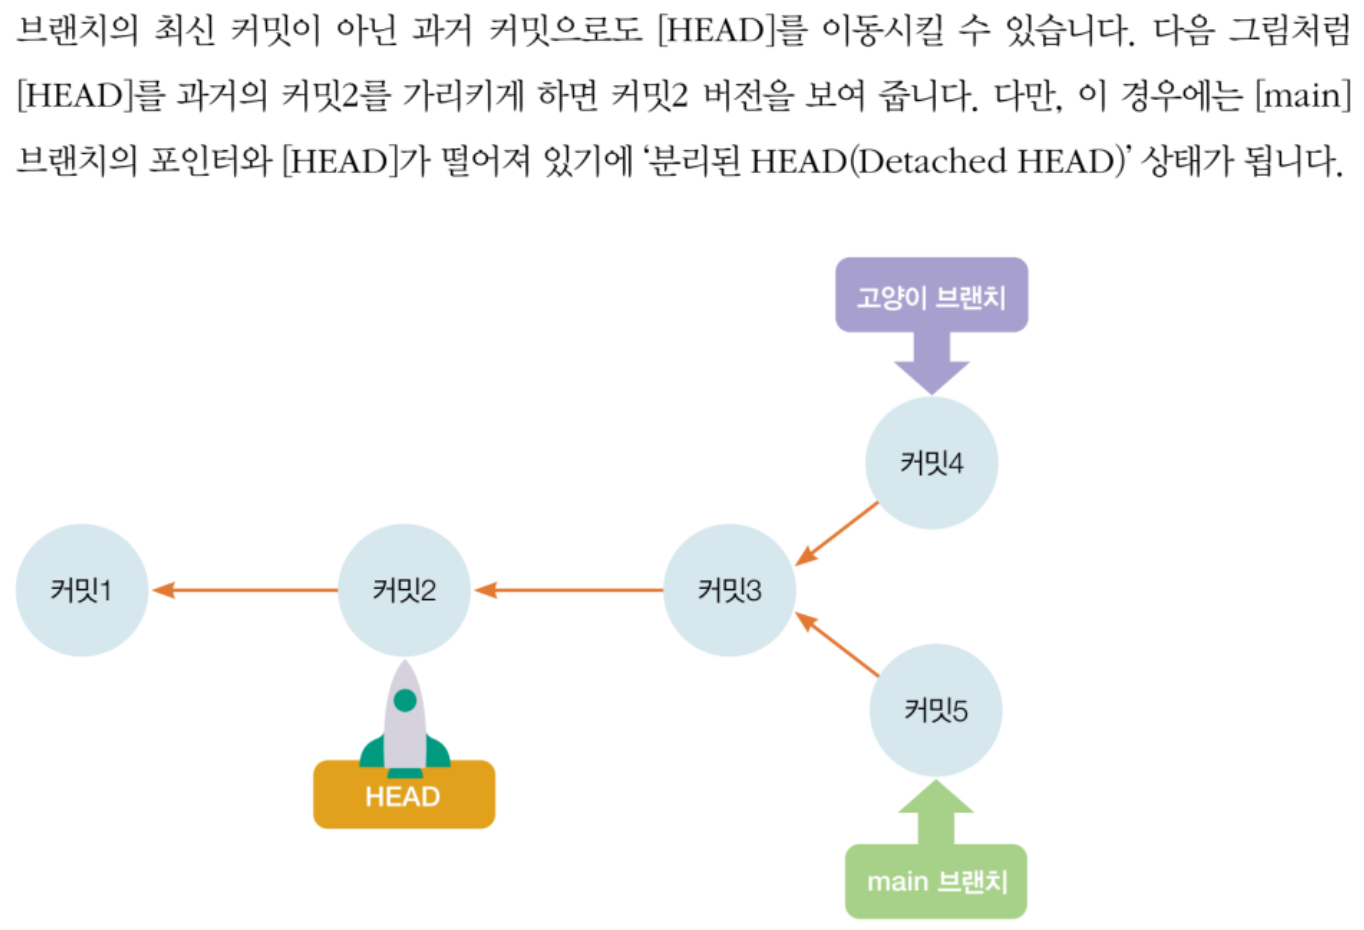 브랜치의 최신 커밋이 아닌 과거 커밋으로도 [HEAD]를 이동시킬 수 있습니다. 다음 그림처럼
[HEAD]를 과거의 커밋2를 가리키게 하면 커밋2 버전을 보여 줍니다. 다만, 이 경우에는 [main]
브랜치의 포인터와 [HEAD]가 떨어져 있기에 ‘분리된 HEAD(Detached HEAD)’ 상태가 됩니다.
고양이 브랜치
커밋4
커밋1
커밋2
커밋3
커밋5
HEAD
main 브랜치